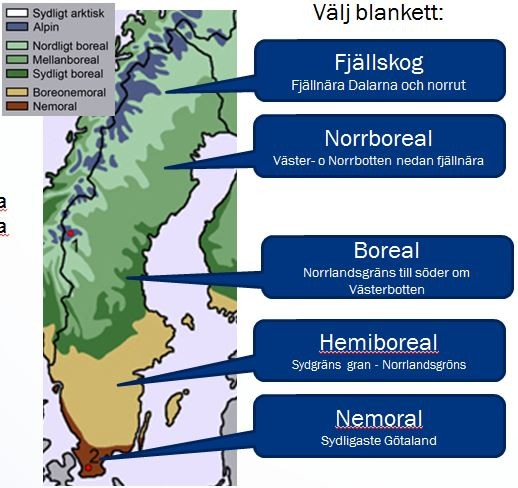 Sydligt arktisk
Alpin
Nordligt boreal
Mellanboreal
Sydligt boreal
Boreonemoral
Nemoral
Välj blankett:
Fjällskog
Fjällnära Dalarna och norrut
Norrboreal
Väster- o Norrbotten nedan fjällnära
a
a
1
Boreal
Norrlandsgräns till söder om
Västerbotten
Hemiboreal
Sydgräns gran - Norrlandsgröns
Nemoral
Sydligaste Götaland
2